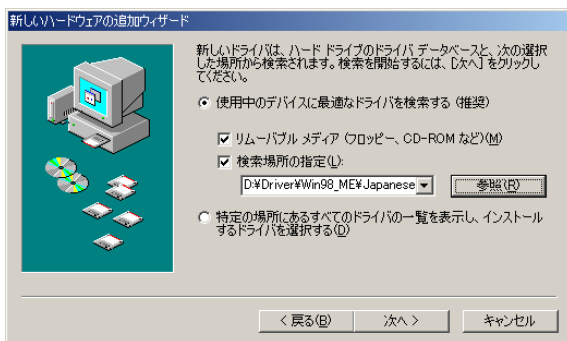 新しいハードウェアの追加ウィザード
新しいドライバは、ハード ドライブのドライバ データベースと、次の選択
した場所から検索されます。検索を開始するには、[次へ] をクリックし
てください。
使用中のデバイスに最適なドライバを検索する (推奨)
リムーバブル メディア (フロッピー、CD-ROM など)(M)
検索場所の指定(L):
D:¥Driver¥Win98_ME¥Japanese
参照(R)
特定の場所にあるすべてのドライバの一覧を表示し、インストール
するドライバを選択する(D)
< 戻る(B)
次へ >
キャンセル